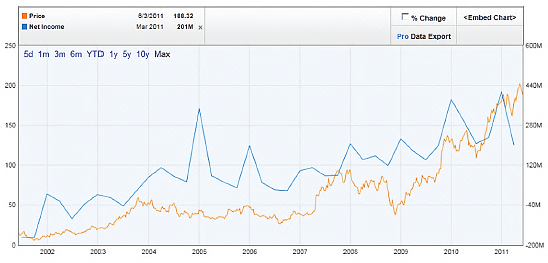 Price 6/3/2011 188.32
Net Income Mar 2011 201M
% Change <Embed Chart>
Pro Data Export
5d 1m 3m 6m YTD 1y 5y 10y Max
250 600M
200 440M
150 280M
100 120M
50 -40M
0 -200M
2002 2003 2004 2005 2006 2007 2008 2009 2010 2011